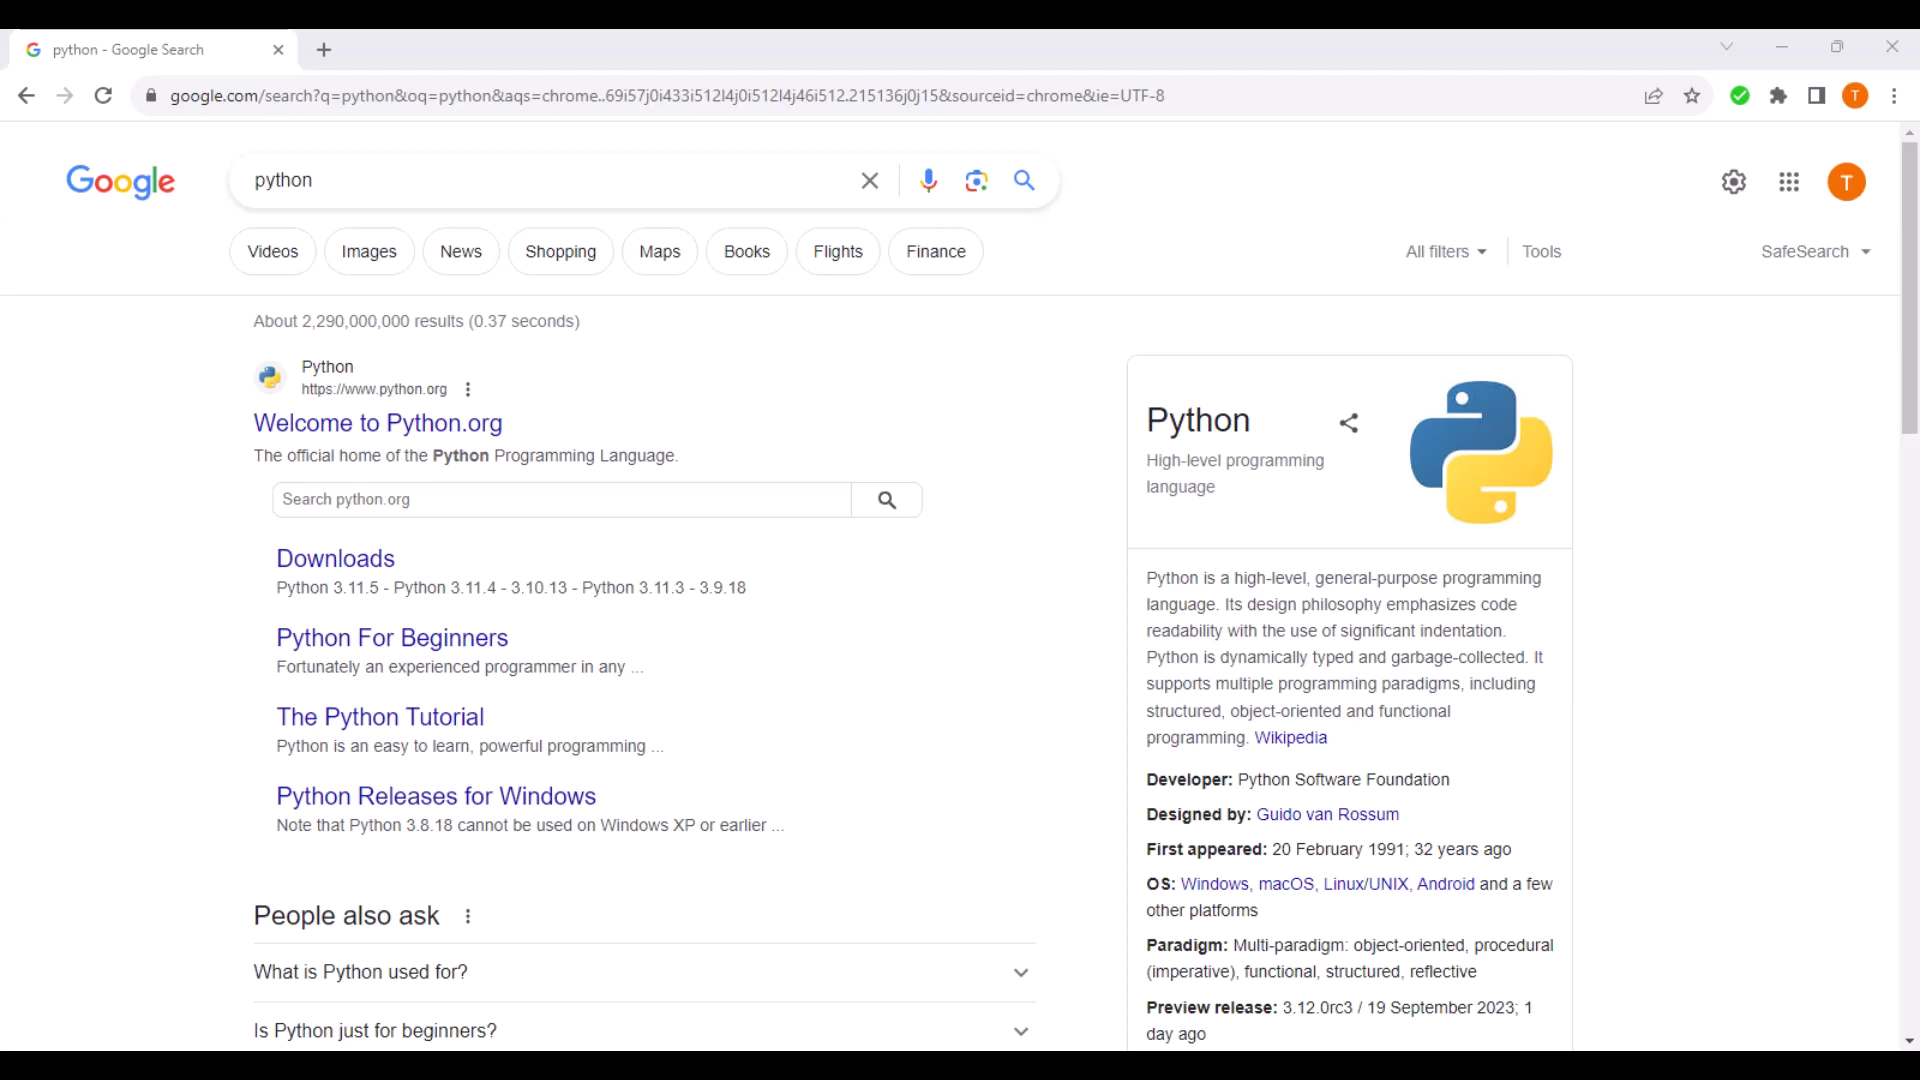 python - Google Search
google.com/search?q=python&oq=python&aqs=chrome..69i57j0i433i512l4j0i512l4j46i512.215136j0j15&sourceid=chrome&ie=UTF-8
T
Google
python
T
Videos
Images
News
Shopping
Maps
Books
Flights
Finance
All filters
Tools
SafeSearch
About 2,290,000,000 results (0.37 seconds)
Python
https://www.python.org
Welcome to Python.org
The official home of the Python Programming Language.
Search python.org
Downloads
Python 3.11.5 - Python 3.11.4 - 3.10.13 - Python 3.11.3 - 3.9.18
Python For Beginners
Fortunately an experienced programmer in any ...
The Python Tutorial
Python is an easy to learn, powerful programming ...
Python Releases for Windows
Note that Python 3.8.18 cannot be used on Windows XP or earlier ...
People also ask
What is Python used for?
Is Python just for beginners?
Python
High-level programming
language
Python is a high-level, general-purpose programming
language. Its design philosophy emphasizes code
readability with the use of significant indentation.
Python is dynamically typed and garbage-collected. It
supports multiple programming paradigms, including
structured, object-oriented and functional
programming. Wikipedia
Developer: Python Software Foundation
Designed by: Guido van Rossum
First appeared: 20 February 1991; 32 years ago
OS: Windows, macOS, Linux/UNIX, Android and a few
other platforms
Paradigm: Multi-paradigm: object-oriented, procedural
(imperative), functional, structured, reflective
Preview release: 3.12.0rc3 / 19 September 2023; 1
day ago